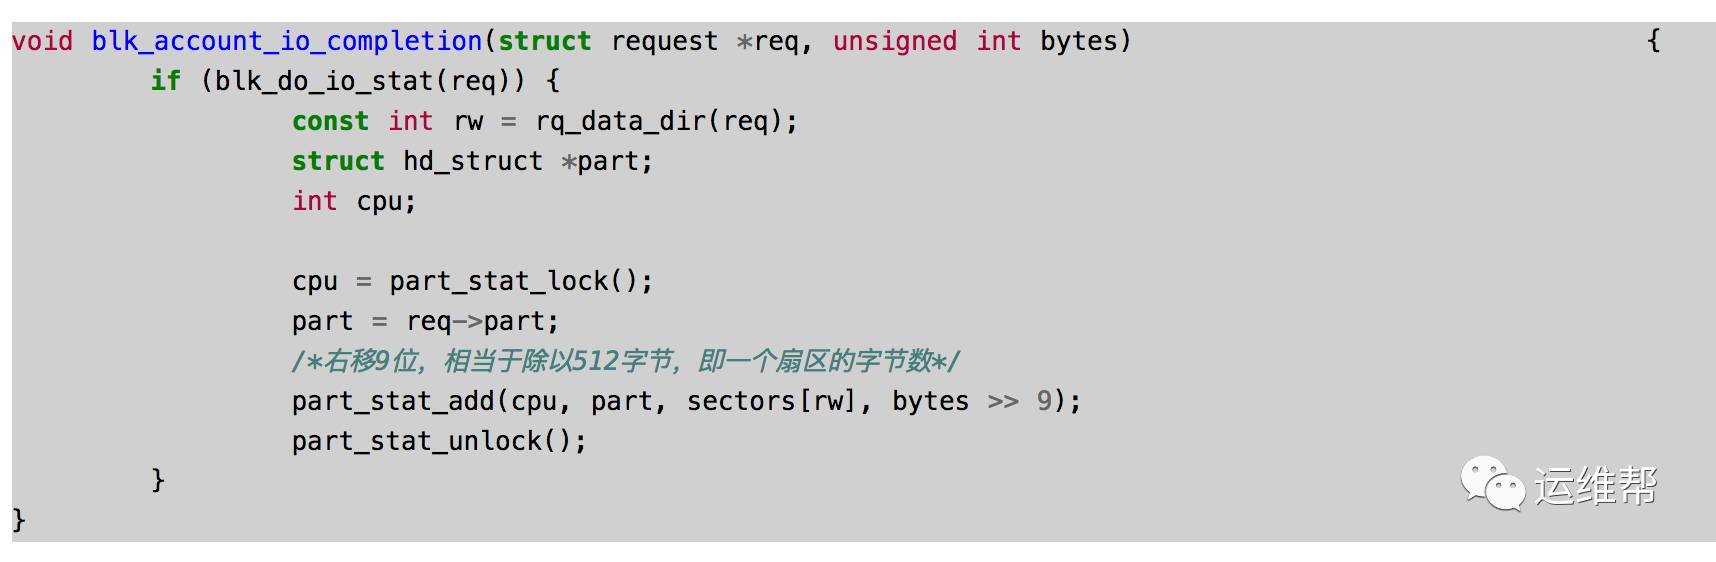 void blk_account_io_completion(struct request *req, unsigned int bytes) {
if (blk_do_io_stat(req)) {
const int rw = rq_data_dir(req);
struct hd_struct *part;
int cpu;
cpu = part_stat_lock();
part = req->part;
/*右移9位，相当于除以512字节，即一个扇区的字节数*/
part_stat_add(cpu, part, sectors[rw], bytes >> 9);
part_stat_unlock();
}
}
运维帮